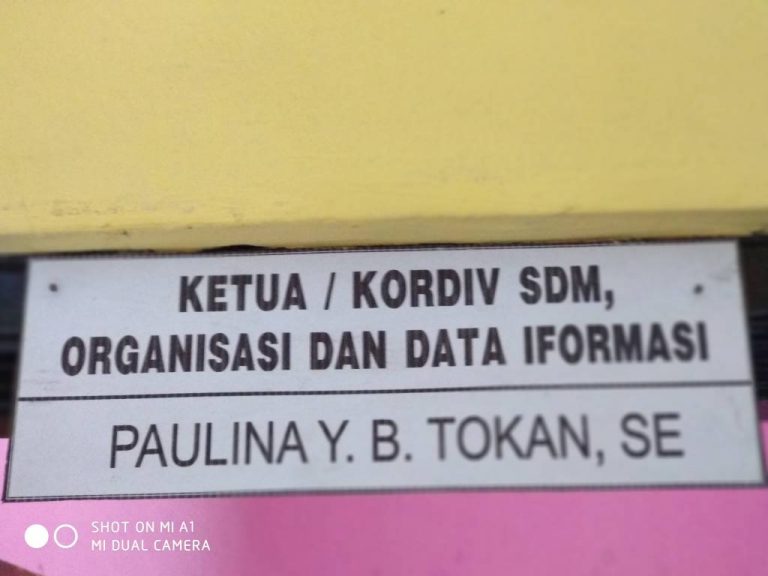 KETUA / KORDIV SDM,
ORGANISASI DAN DATA IFORMASI
PAULINA Y. B. TOKAN, SE
SHOT ON MI A1
MI DUAL CAMERA